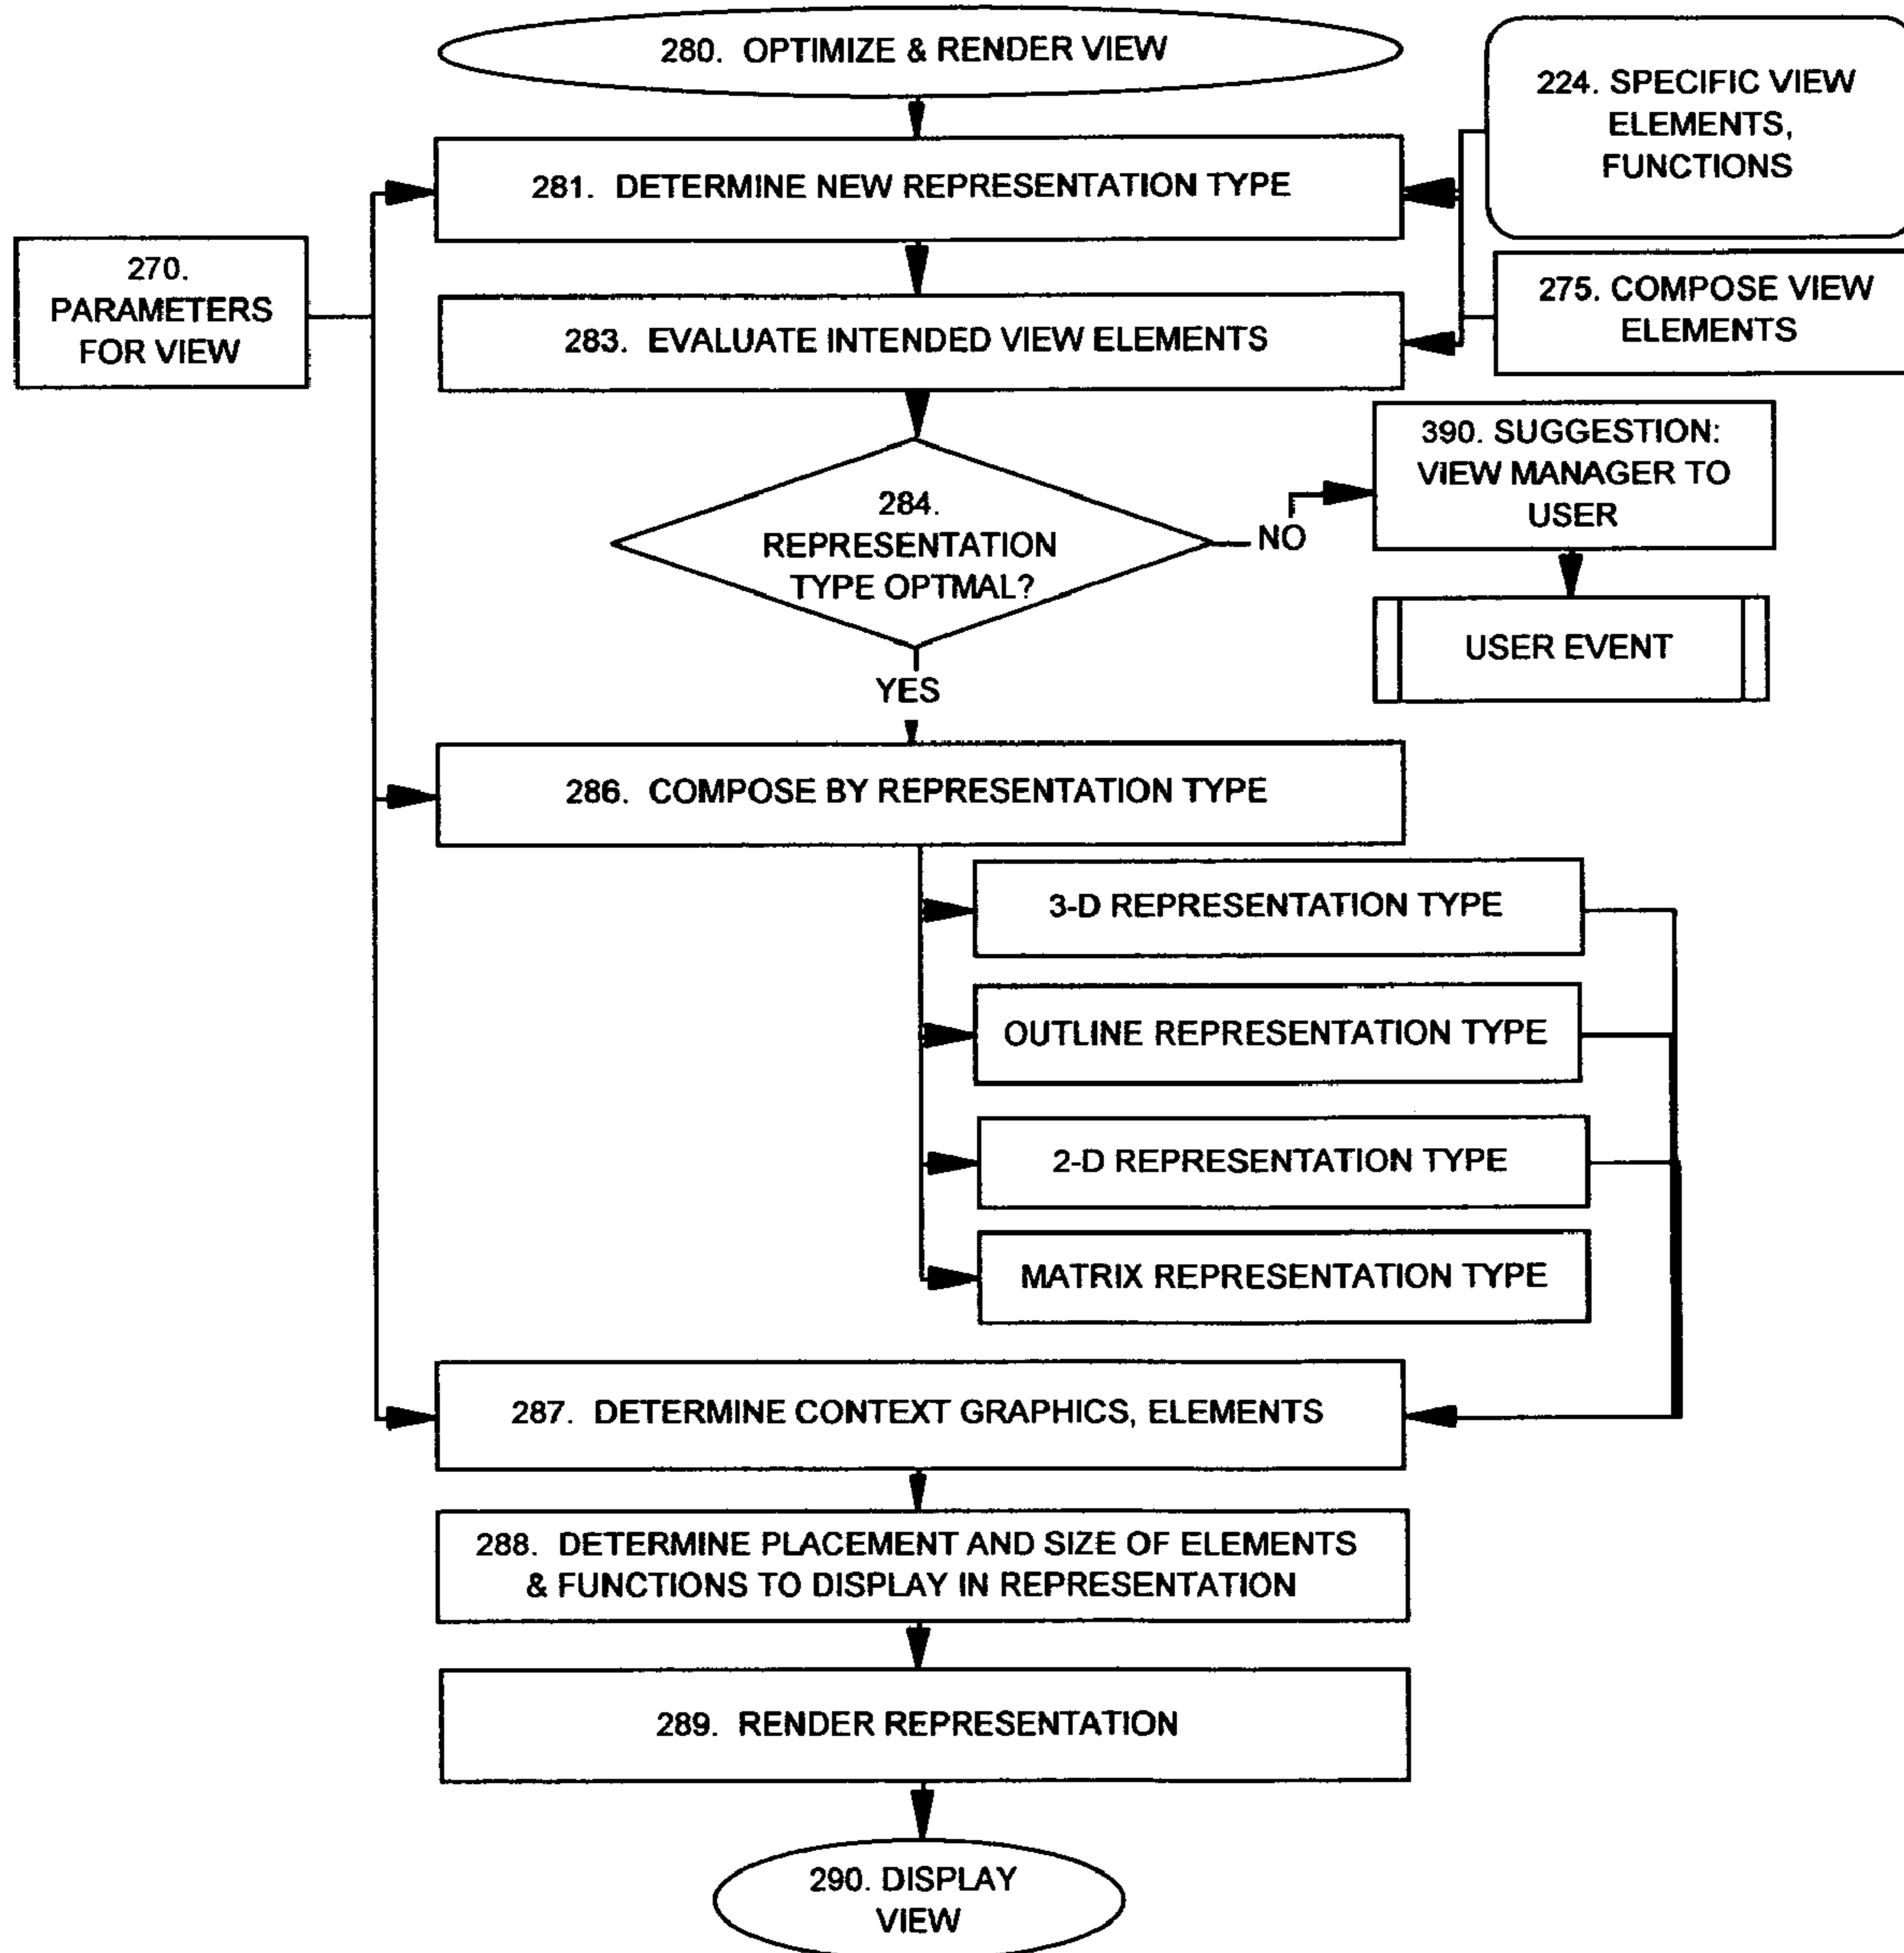 280. OPTIMIZE & RENDER VIEW
224. SPECIFIC VIEW
ELEMENTS,
FUNCTIONS
281. DETERMINE NEW REPRESENTATION TYPE
270.
PARAMETERS
FOR VIEW
275. COMPOSE VIEW
ELEMENTS
283. EVALUATE INTENDED VIEW ELEMENTS
390. SUGGESTION:
VIEW MANAGER TO
USER
284.
REPRESENTATION
TYPE OPTMAL?
NO
USER EVENT
YES
286. COMPOSE BY REPRESENTATION TYPE
3-D REPRESENTATION TYPE
OUTLINE REPRESENTATION TYPE
2-D REPRESENTATION TYPE
MATRIX REPRESENTATION TYPE
287. DETERMINE CONTEXT GRAPHICS, ELEMENTS
288. DETERMINE PLACEMENT AND SIZE OF ELEMENTS
& FUNCTIONS TO DISPLAY IN REPRESENTATION
289. RENDER REPRESENTATION
290. DISPLAY
VIEW